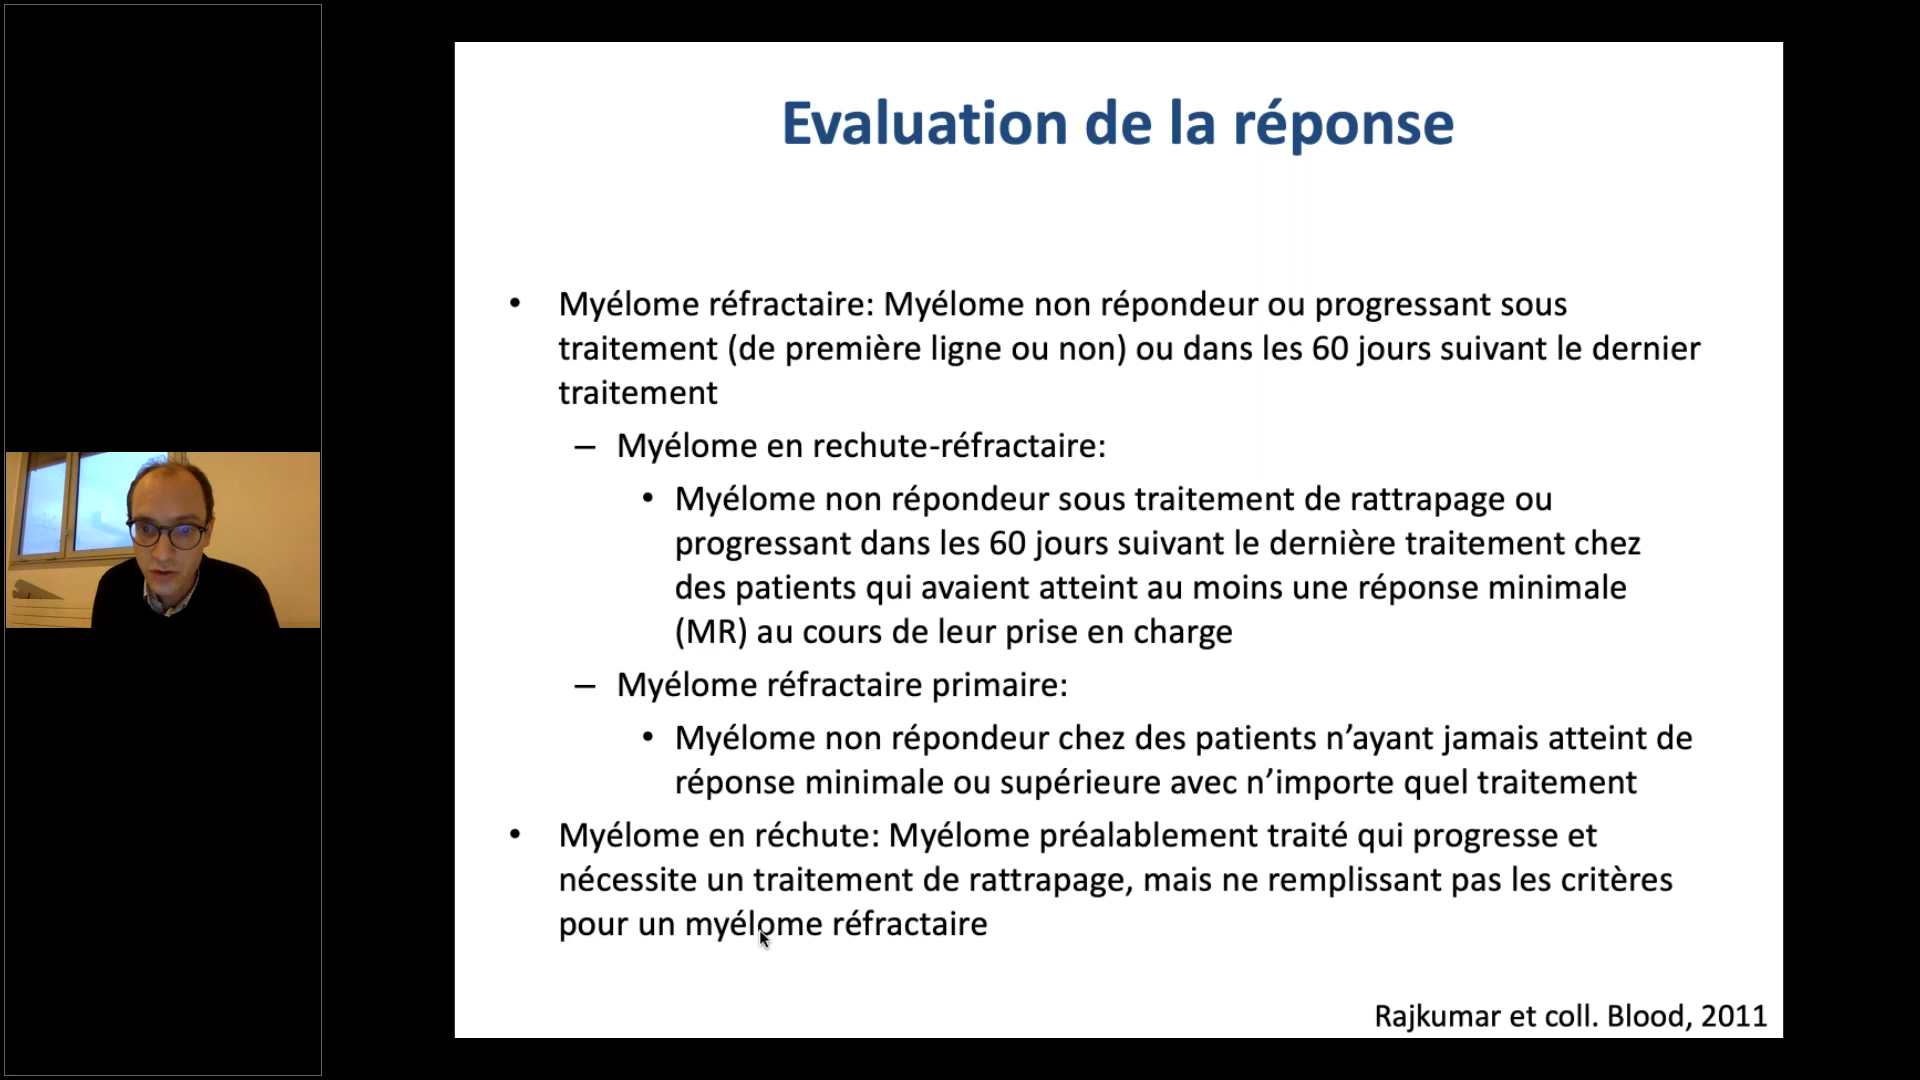 Evaluation de la réponse
• Myélome réfractaire: Myélome non répondeur ou progressant sous
traitement (de première ligne ou non) ou dans les 60 jours suivant le dernier
traitement
– Myélome en rechute-réfractaire:
• Myélome non répondeur sous traitement de rattrapage ou
progressant dans les 60 jours suivant le dernière traitement chez
des patients qui avaient atteint au moins une réponse minimale
(MR) au cours de leur prise en charge
– Myélome réfractaire primaire:
• Myélome non répondeur chez des patients n’ayant jamais atteint de
réponse minimale ou supérieure avec n’importe quel traitement
• Myélome en réchute: Myélome préalablement traité qui progresse et
nécessite un traitement de rattrapage, mais ne remplissant pas les critères
pour un myélome réfractaire
Rajkumar et coll. Blood, 2011